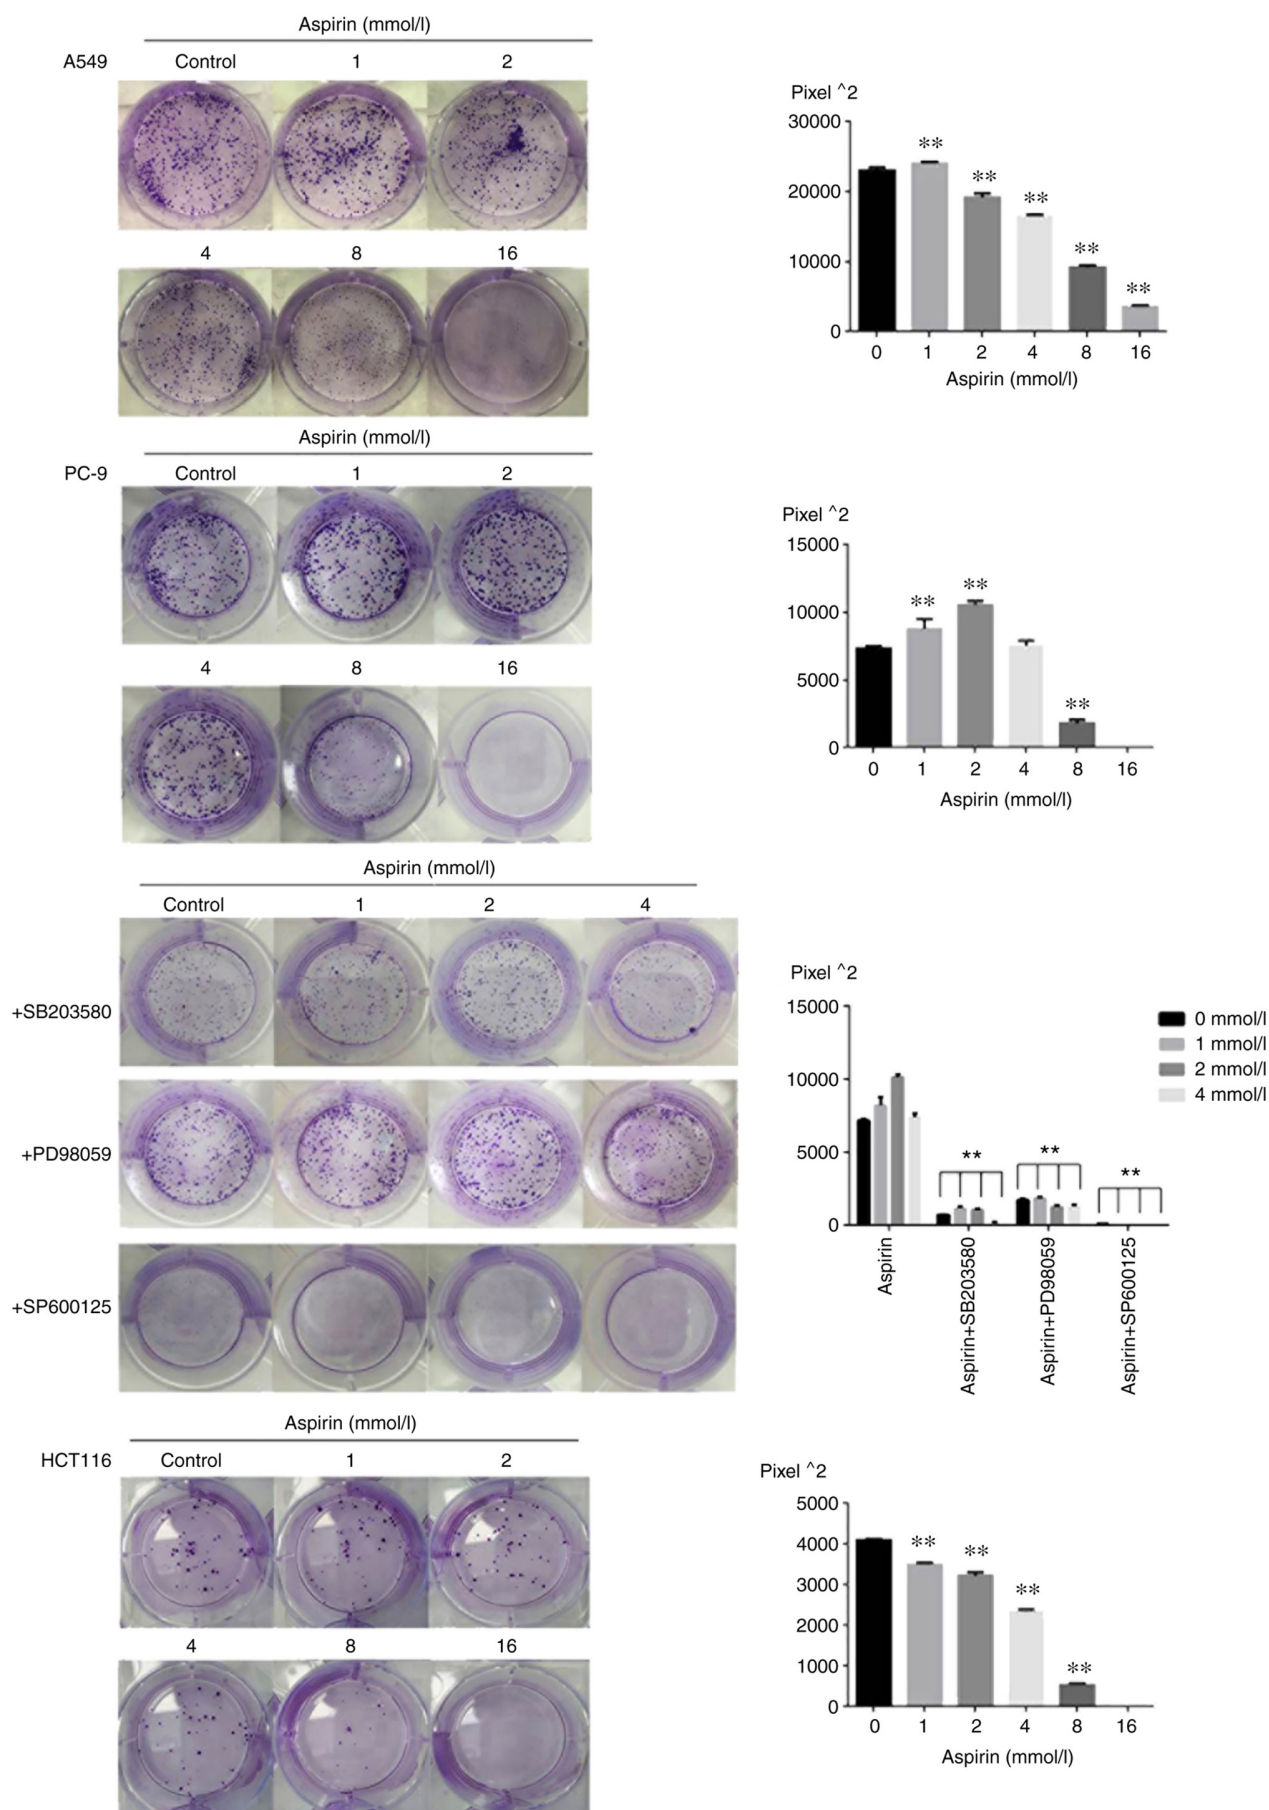 Aspirin (mmol/l)
A549 Control 1 2
4 8 16
Pixel ^2
30000
20000
10000
0
** ** ** ** **
0 1 2 4 8 16
Aspirin (mmol/l)
Aspirin (mmol/l)
PC-9 Control 1 2
4 8 16
Pixel ^2
15000
10000
5000
0
** ** **
0 1 2 4 8 16
Aspirin (mmol/l)
Aspirin (mmol/l)
Control 1 2 4
+SB203580
+PD98059
+SP600125
Pixel ^2
15000
10000
5000
0
** ** **
0 mmol/l
1 mmol/l
2 mmol/l
4 mmol/l
Aspirin
Aspirin+SB203580
Aspirin+PD98059
Aspirin+SP600125
Aspirin (mmol/l)
HCT116 Control 1 2
4 8 16
Pixel ^2
5000
4000
3000
2000
1000
0
** ** ** **
0 1 2 4 8 16
Aspirin (mmol/l)